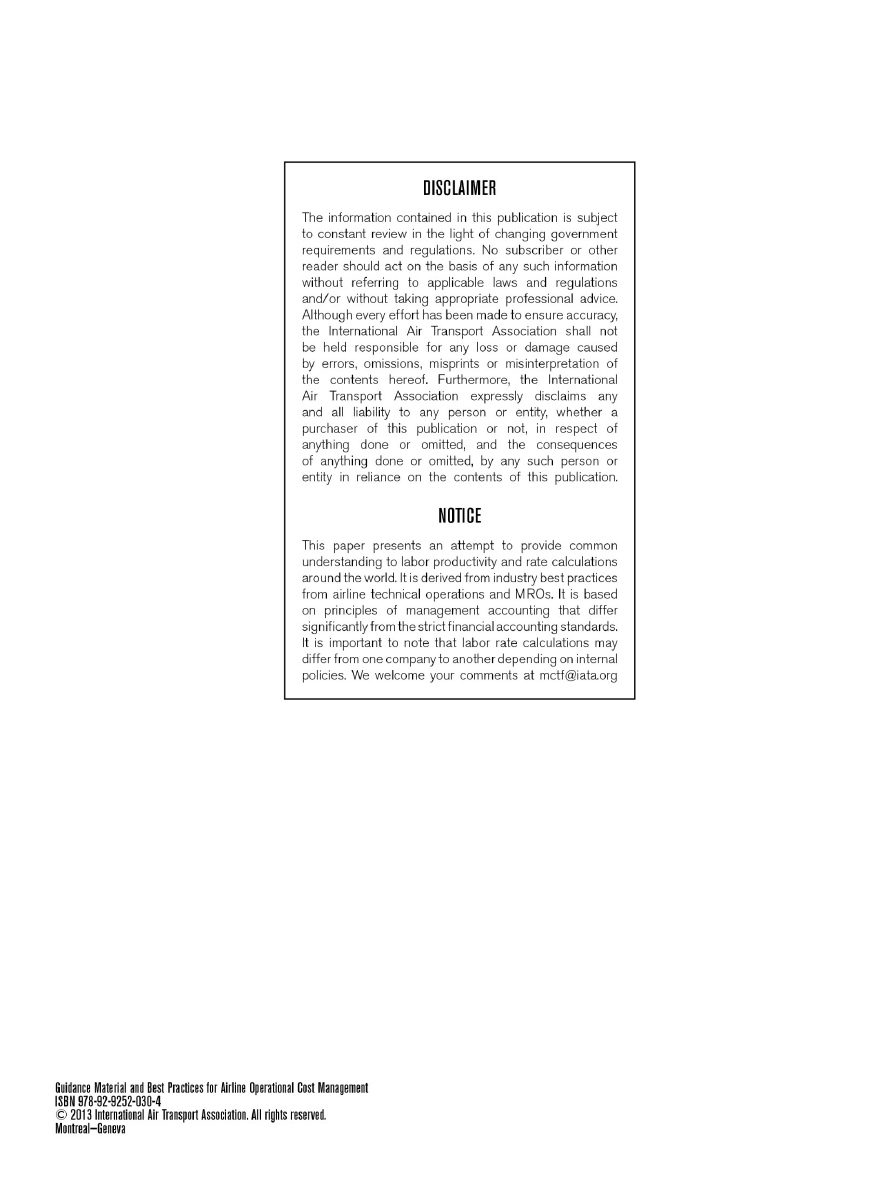 DISCLAIMER
The information contained in this publication is subject
to constant review in the light of changing government
requirements and regulations. No subscriber or other
reader should act on the basis of any such information
without referring to applicable laws and regulations
and/or without taking appropriate professional advice.
Although every effort has been made to ensure accuracy,
the International Air Transport Association shall not
be held responsible for any loss or damage caused
by errors, omissions, misprints or misinterpretation of
the contents hereof. Furthermore, the International
Air Transport Association expressly disclaims any
and all liability to any person or entity, whether a
purchaser of this publication or not, in respect of
anything done or omitted, and the consequences
of anything done or omitted, by any such person or
entity in reliance on the contents of this publication.
NOTICE
This paper presents an attempt to provide common
understanding to labor productivity and rate calculations
around the world. It is derived from industry best practices
from airline technical operations and MROs. It is based
on principles of management accounting that differ
significantly from the strict financial accounting standards.
It is important to note that labor rate calculations may
differ from one company to another depending on internal
policies. We welcome your comments at mctf@iata.org
Guidance Material and Best Practices for Airline Operational Cost Management
ISBN 978-92-9252-030-4
© 2013 International Air Transport Association. All rights reserved.
Montreal—Geneva